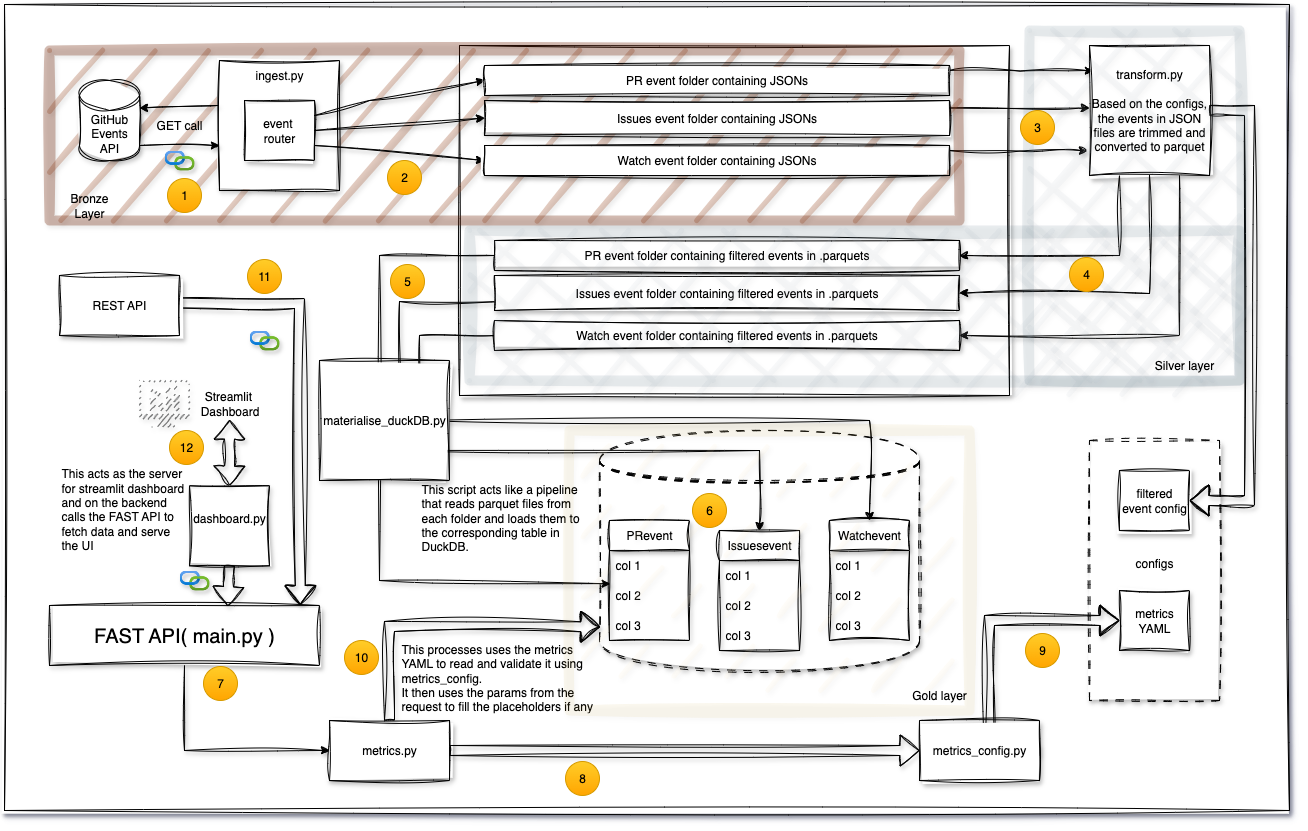 ingest.py
GitHub
Events
API
GET call
event
router
1
2
Bronze
Layer
PR event folder containing JSONs
Issues event folder containing JSONs
Watch event folder containing JSONs
3
transform.py
Based on the configs,
the events in JSON
files are trimmed and
converted to parquet
PR event folder containing filtered events in .parquets
Issues event folder containing filtered events in .parquets
Watch event folder containing filtered events in .parquets
4
5
Silver layer
11
REST API
Streamlit
Dashboard
12
This acts as the server
for streamlit dashboard
and on the backend
calls the FAST API to
fetch data and serve
the UI
dashboard.py
materialise_duckDB.py
This script acts like a pipeline
that reads parquet files from
each folder and loads them to
the corresponding table in
DuckDB.
6
PRevent
col 1
col 2
col 3
Issuesevent
col 1
col 2
col 3
Watchevent
col 1
col 2
col 3
Gold layer
filtered
event config
configs
metrics
YAML
FAST API( main.py )
7
10
This processes uses the metrics
YAML to read and validate it using
metrics_config.
It then uses the params from the
request to fill the placeholders if any
9
metrics.py
8
metrics_config.py